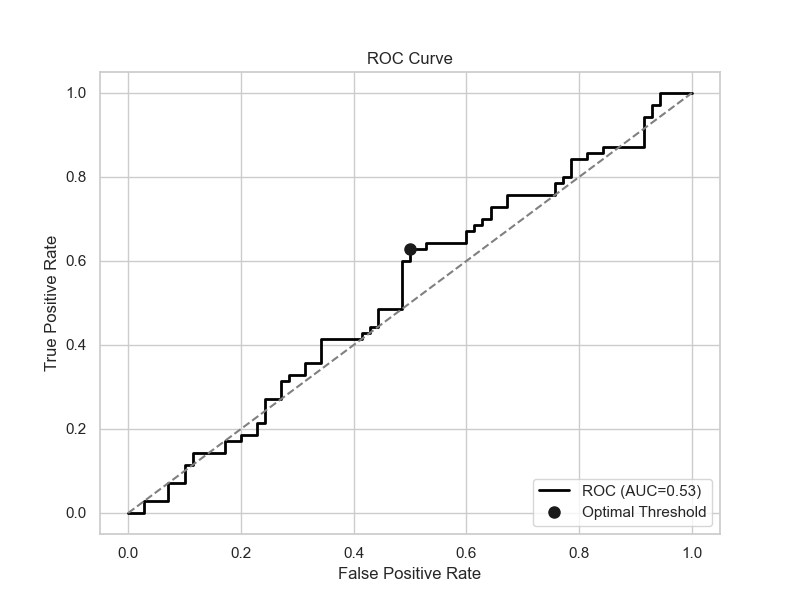 ROC Curve
1.0
0.8
0.6
0.4
0.2
0.0
True Positive Rate
0.0 0.2 0.4 0.6 0.8 1.0
False Positive Rate
ROC (AUC=0.53)
Optimal Threshold